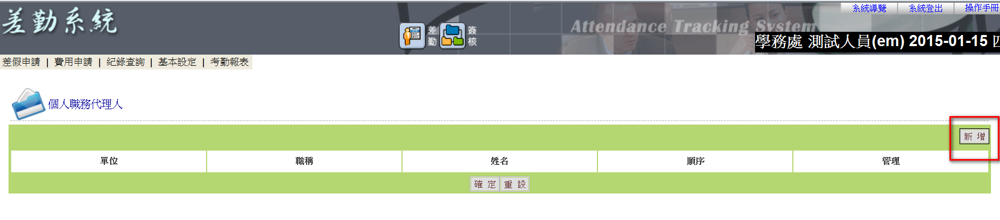 系統導覽 系統登出 操作手冊
差勤系統
差勤 簽核
Attendance Tracking System
學務處 測試人員(em) 2015-01-15
差假申請 | 費用申請 | 紀錄查詢 | 基本設定 | 考勤報表
個人職務代理人
新 增
單位 職稱 姓名 順序 管理
確 定 重 設